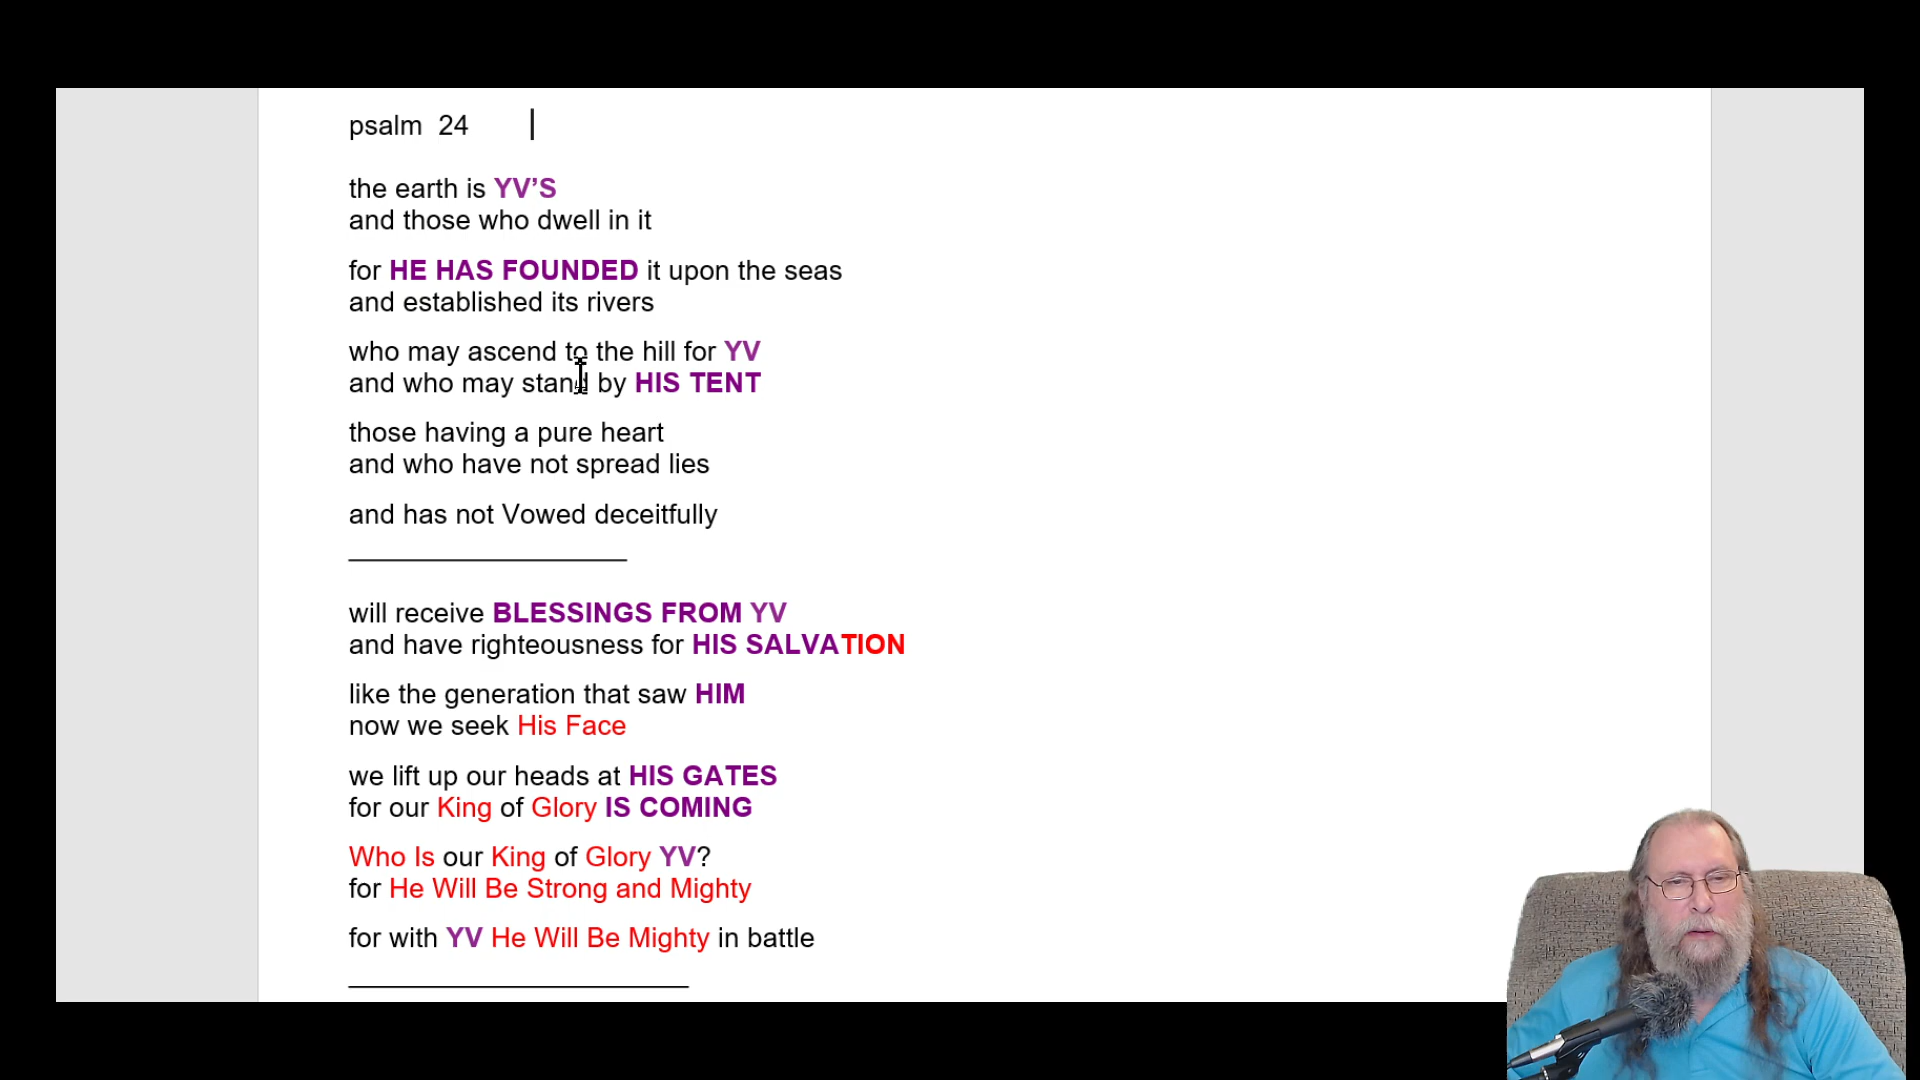 psalm 24
the earth is YV’S
and those who dwell in it
for HE HAS FOUNDED it upon the seas
and established its rivers
who may ascend to the hill for YV
and who may stand by HIS TENT
those having a pure heart
and who have not spread lies
and has not Vowed deceitfully
will receive BLESSINGS FROM YV
and have righteousness for HIS SALVATION
like the generation that saw HIM
now we seek His Face
we lift up our heads at HIS GATES
for our King of Glory IS COMING
Who Is our King of Glory YV?
for He Will Be Strong and Mighty
for with YV He Will Be Mighty in battle